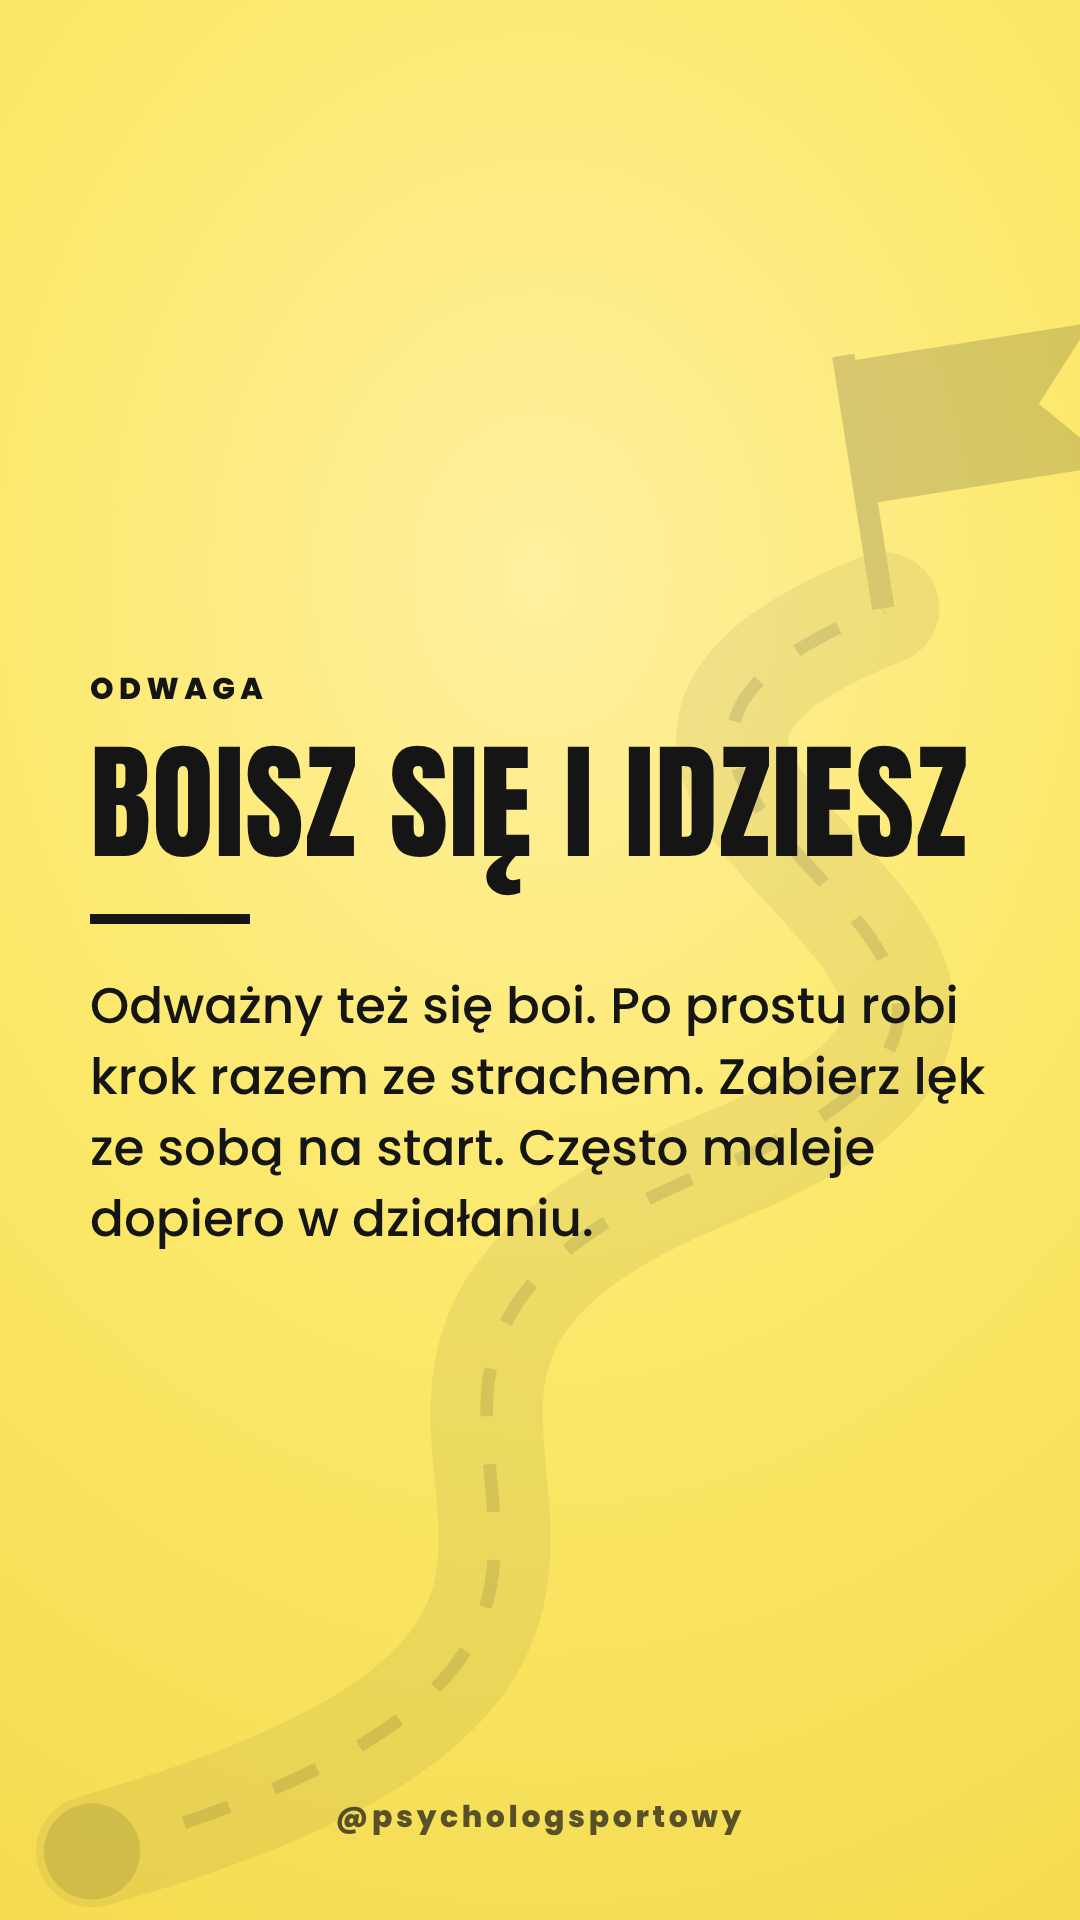 ODWAGA
BOISZ SIĘ I IDZIESZ
Odważny też się boi. Po prostu robi
krok razem ze strachem. Zabierz lęk
ze sobą na start. Często maleje
dopiero w działaniu.
@psychologsportowy